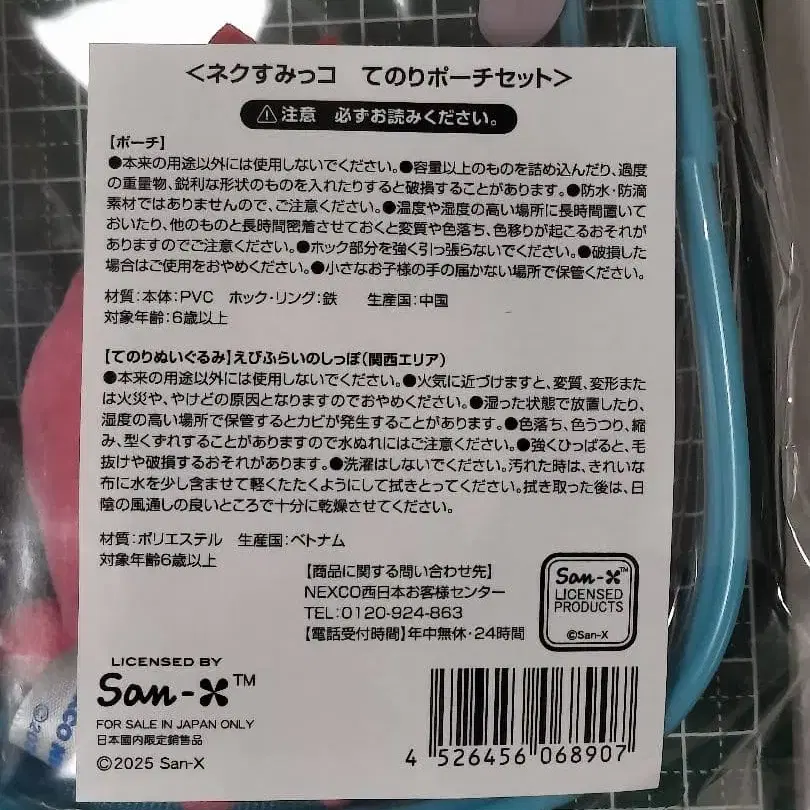 ＜ネクすみっコ　てのりポーチセット＞
⚠注意　必ずお読みください。
【ポーチ】
●本来の用途以外には使用しないでください。●容量以上のものを詰め込んだり、過度
の重量物、鋭利な形状のものを入れたりすると破損することがあります。●防水・防滴
素材ではありませんので、ご注意ください。●温度や湿度の高い場所に長時間置いて
おいたり、他のものと長時間密着させておくと変質や色落ち、色移りが起こるおそれが
ありますのでご注意ください。●ホック部分を強く引っ張らないでください。●破損した
場合はご使用をおやめください。●小さなお子様の手の届かない場所で保管ください。
材質：本体：PVC　ホック・リング：鉄　　生産国：中国
対象年齢：6歳以上
【てのりぬいぐるみ】えびふらいのしっぽ（関西エリア）
●本来の用途以外には使用しないでください。●火気に近づけますと、変質、変形また
は火災や、やけどの原因となりますのでおやめください。●湿った状態で放置したり、
湿度の高い場所で保管するとカビが発生することがあります。●色落ち、色うつり、縮
み、型くずれすることがありますので水ぬれにはご注意ください。●強くひっぱると、毛
抜けや破損するおそれがあります。●洗濯はしないでください。汚れた時は、きれいな
布に水を少し含ませて軽くたたくようにして拭きとってください。拭き取った後は、日
陰の風通しの良いところで十分に乾燥させてください。
材質：ポリエステル　生産国：ベトナム
対象年齢6歳以上
【商品に関する問い合わせ先】
NEXCO西日本お客様センター
TEL：0120-924-863
【電話受付時間】年中無休・24時間
San-X™
LICENSED
PRODUCTS
©San-X
LICENSED BY
San-X™
FOR SALE IN JAPAN ONLY
日本國内限定銷售品
©2025 San-X
4 526456 068907